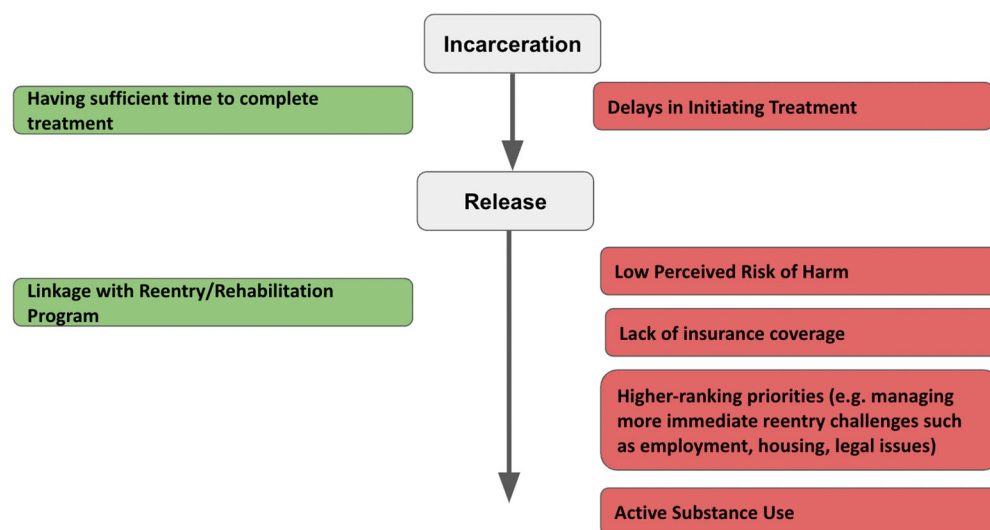 Incarceration
Having sufficient time to complete
treatment
Delays in Initiating Treatment
Release
Low Perceived Risk of Harm
Linkage with Reentry/Rehabilitation
Program
Lack of insurance coverage
Higher-ranking priorities (e.g. managing
more immediate reentry challenges such
as employment, housing, legal issues)
Active Substance Use